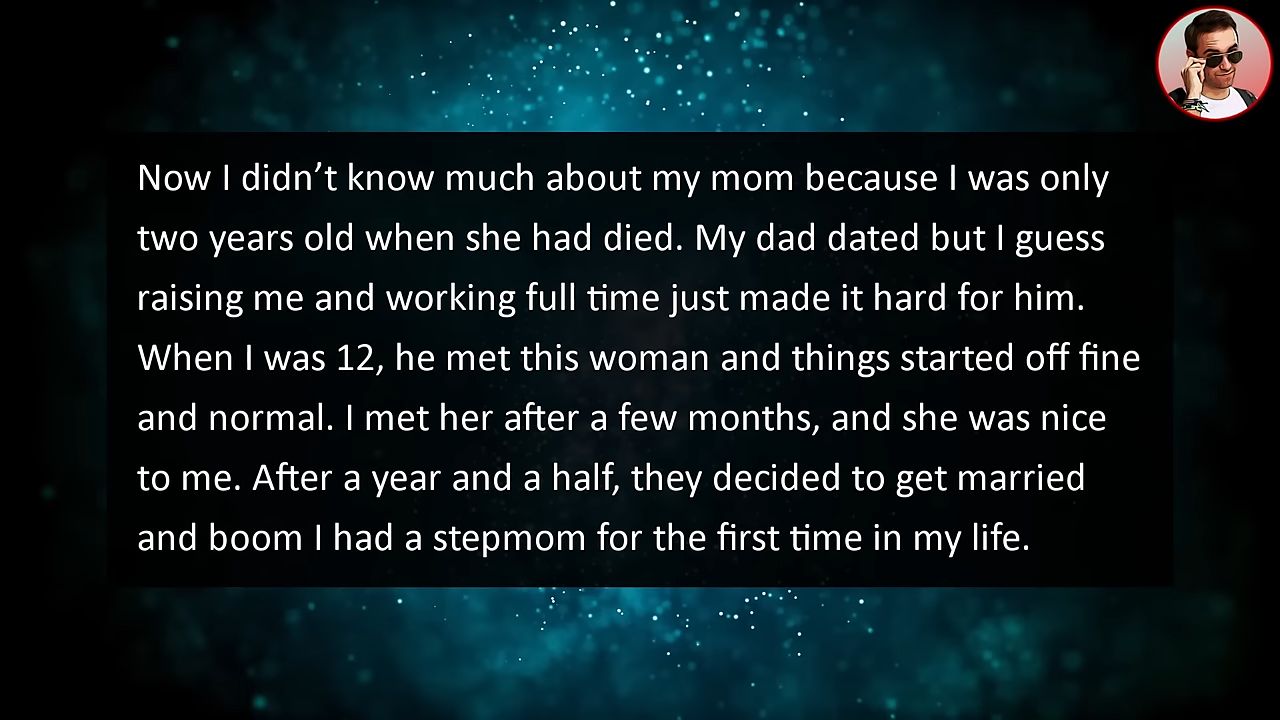 Now I didn’t know much about my mom because I was only
two years old when she had died. My dad dated but I guess
raising me and working full time just made it hard for him.
When I was 12, he met this woman and things started off fine
and normal. I met her after a few months, and she was nice
to me. After a year and a half, they decided to get married
and boom I had a stepmom for the first time in my life.